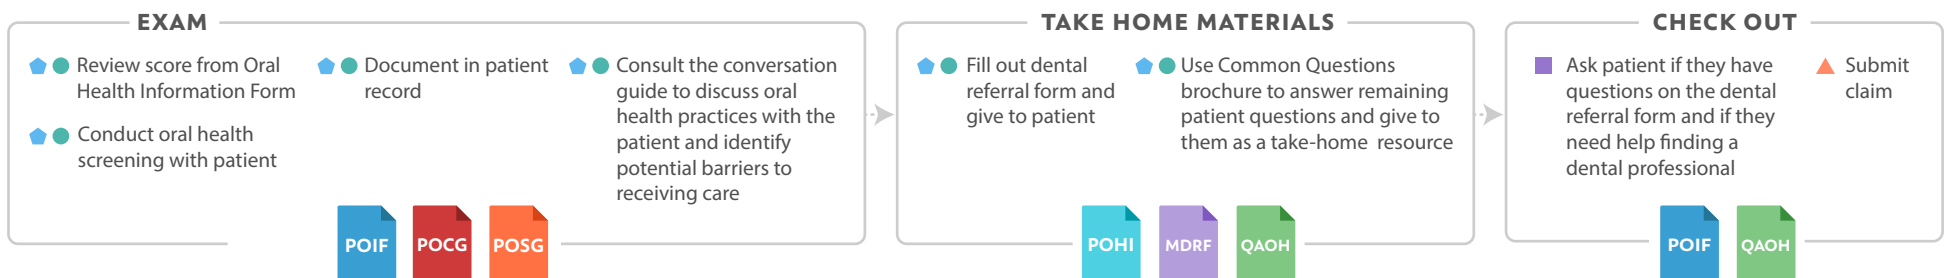 EXAM
Review score from Oral
Health Information Form
Conduct oral health
screening with patient
Document in patient
record
Consult the conversation
guide to discuss oral
health practices with the
patient and identify
potential barriers to
receiving care
POIF
POCG
POSG
TAKE HOME MATERIALS
Fill out dental
referral form and
give to patient
Use Common Questions
brochure to answer remaining
patient questions and give to
them as a take-home resource
POHI
MDRF
QAOH
CHECK OUT
Ask patient if they have
questions on the dental
referral form and if they
need help finding a
dental professional
Submit
claim
POIF
QAOH